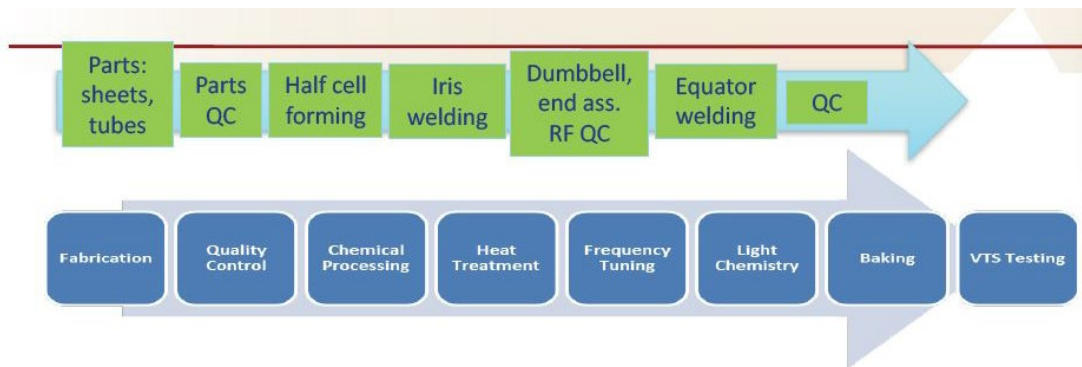 Parts:
sheets,
tubes
Parts
QC
Half cell
forming
Iris
welding
Dumbbell,
end ass.
RF QC
Equator
welding
QC
Fabrication
Quality
Control
Chemical
Processing
Heat
Treatment
Frequency
Tuning
Light
Chemistry
Baking
VTS Testing